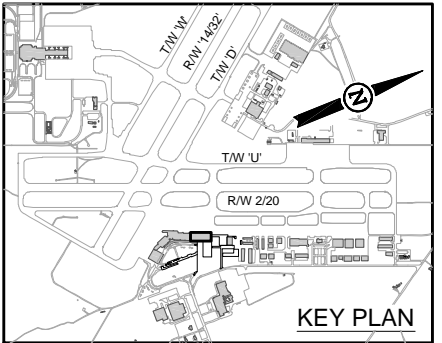 T/W 'W'
R/W '14/32'
T/W 'D'
N
T/W 'U'
R/W 2/20
KEY PLAN